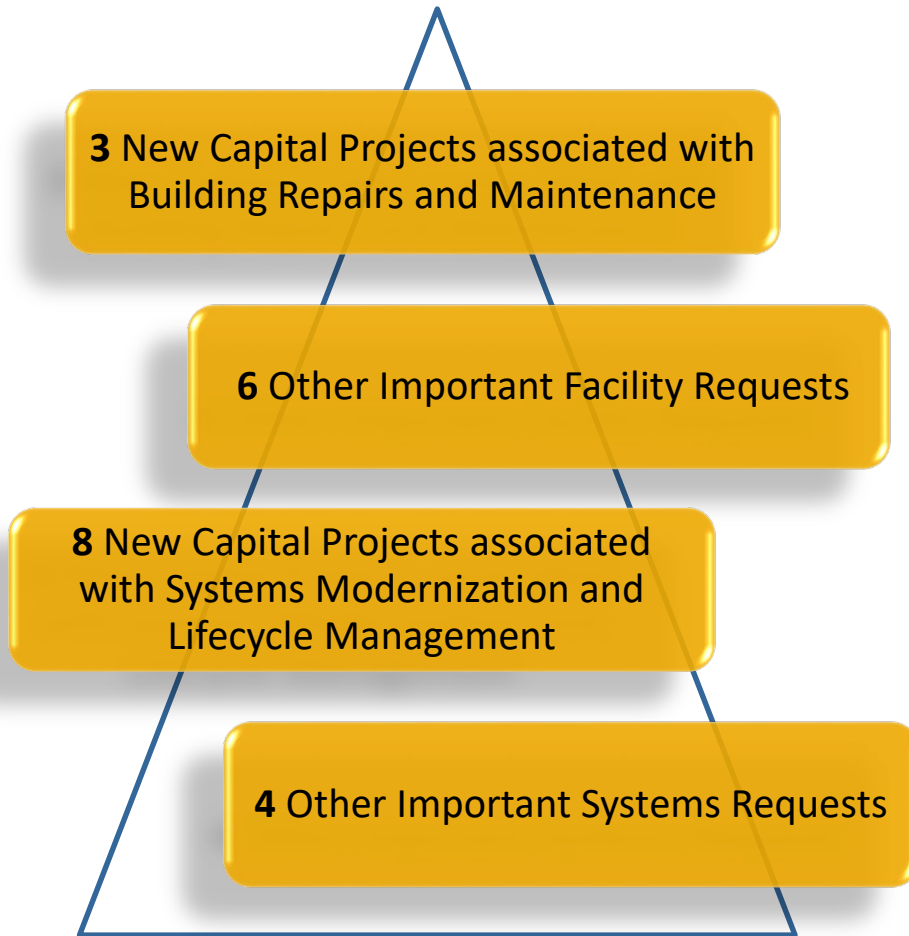 3 New Capital Projects associated with
Building Repairs and Maintenance
6 Other Important Facility Requests
8 New Capital Projects associated
with Systems Modernization and
Lifecycle Management
4 Other Important Systems Requests